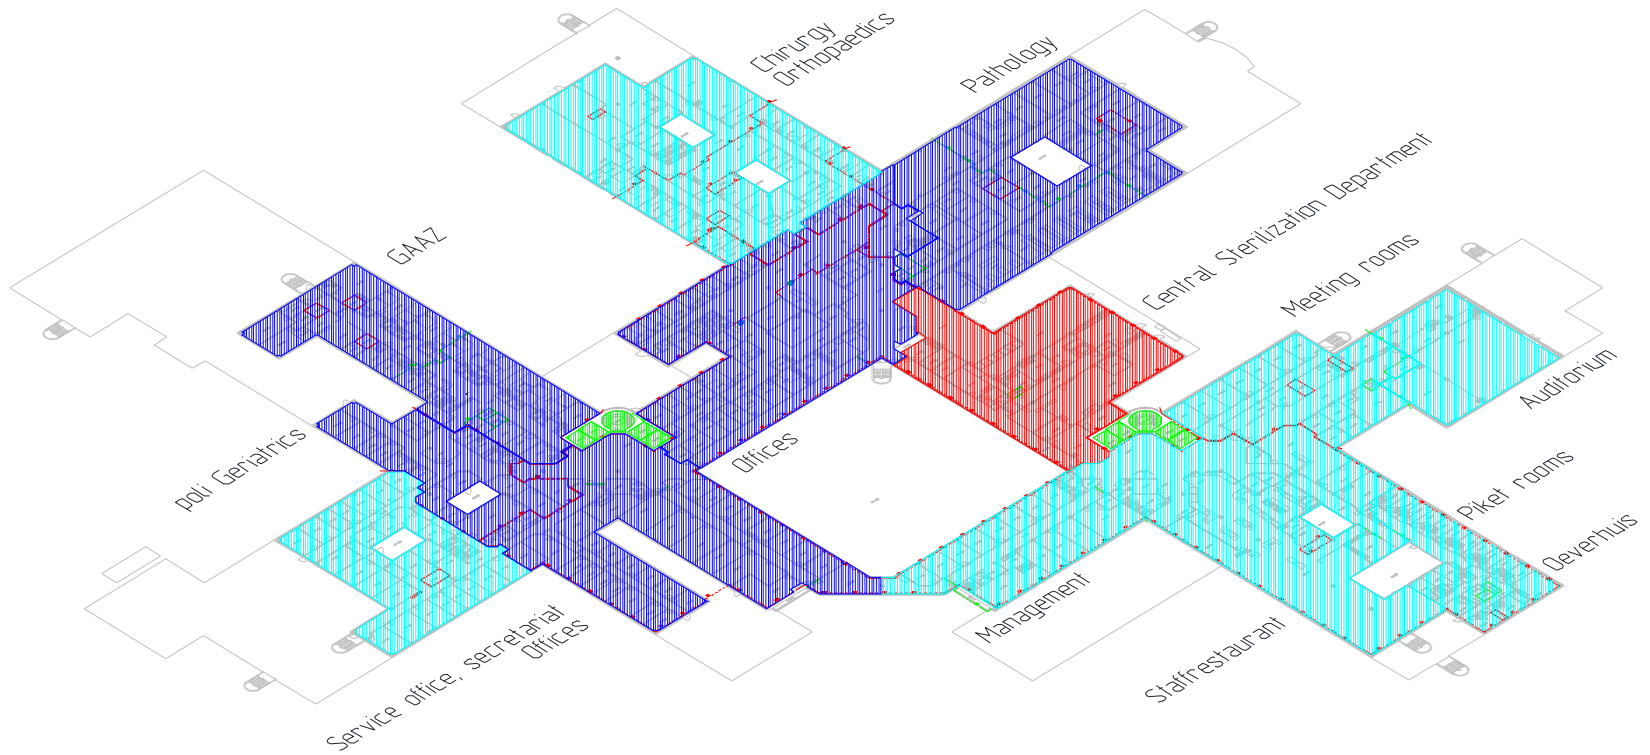 Chirurgy
Orthopaedics
Pathology
Central Sterilization Department
GAAZ
Meeting rooms
Auditorium
poli Geriatrics
Offices
Piket rooms
Oeverhuis
Management
Service office, secretariat
Offices
Staffrestaurant